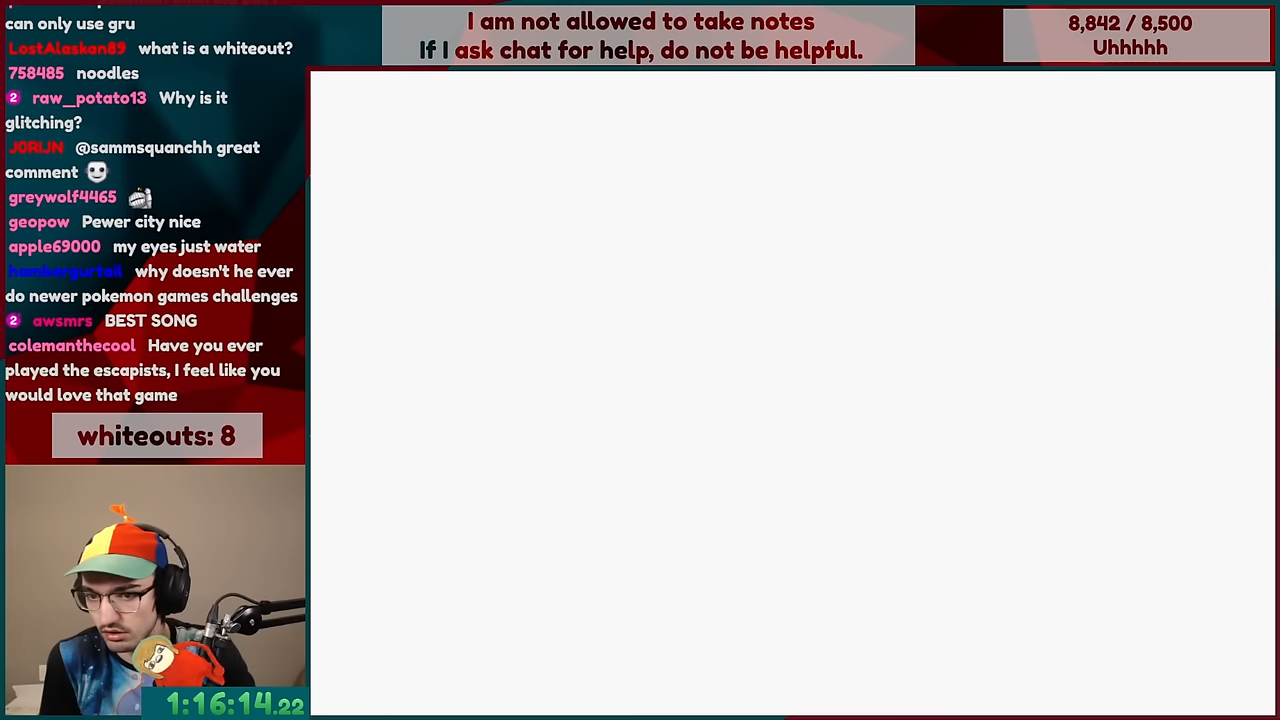 can only use gru
LostAlaskan89 what is a whiteout?
758485 noodles
2 raw_potato13 Why is it
glitching?
J0RIJN @sammsquanchh great
comment
greywolf4465
geopow Pewer city nice
apple69000 my eyes just water
hambergurtoil why doesn't he ever
do newer pokemon games challenges
2 awsmrs BEST SONG
colemanthecool Have you ever
played the escapists, I feel like you
would love that game
whiteouts: 8
1:16:14.22
I am not allowed to take notes
If I ask chat for help, do not be helpful.
8,842 / 8,500
Uhhhhh